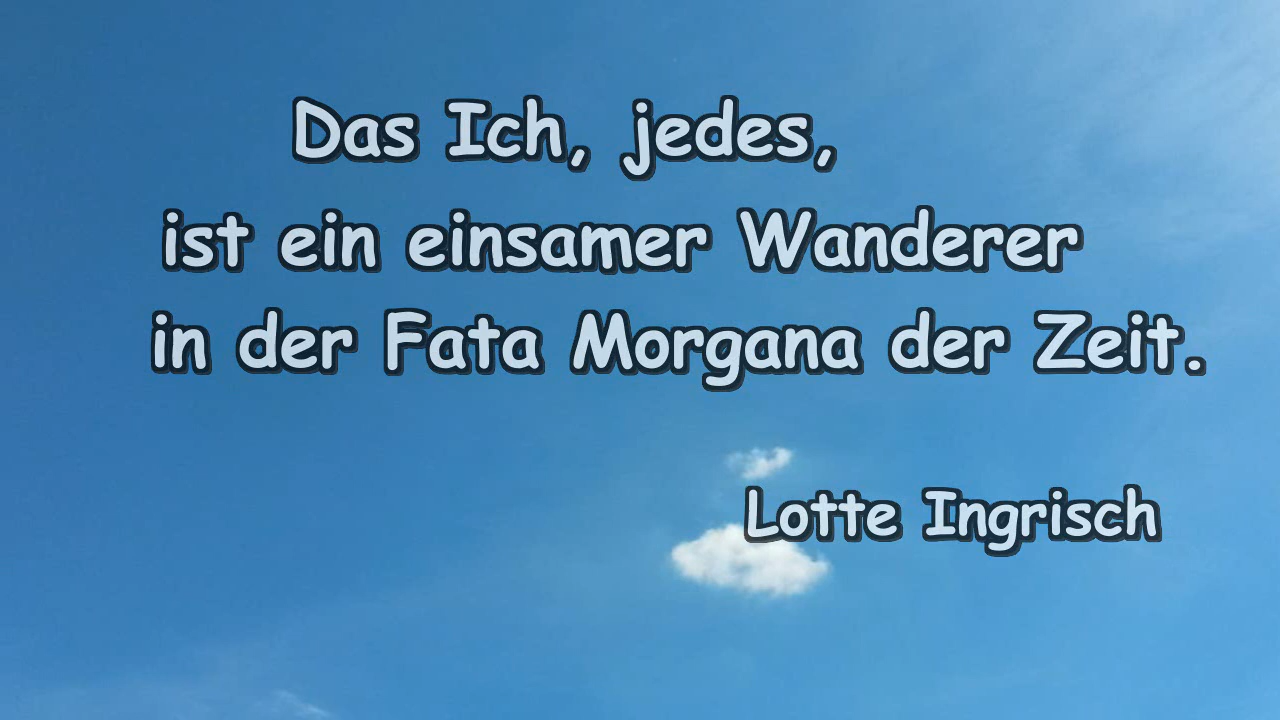 Das Ich, jedes,
ist ein einsamer Wanderer
in der Fata Morgana der Zeit.
Lotte Ingrisch